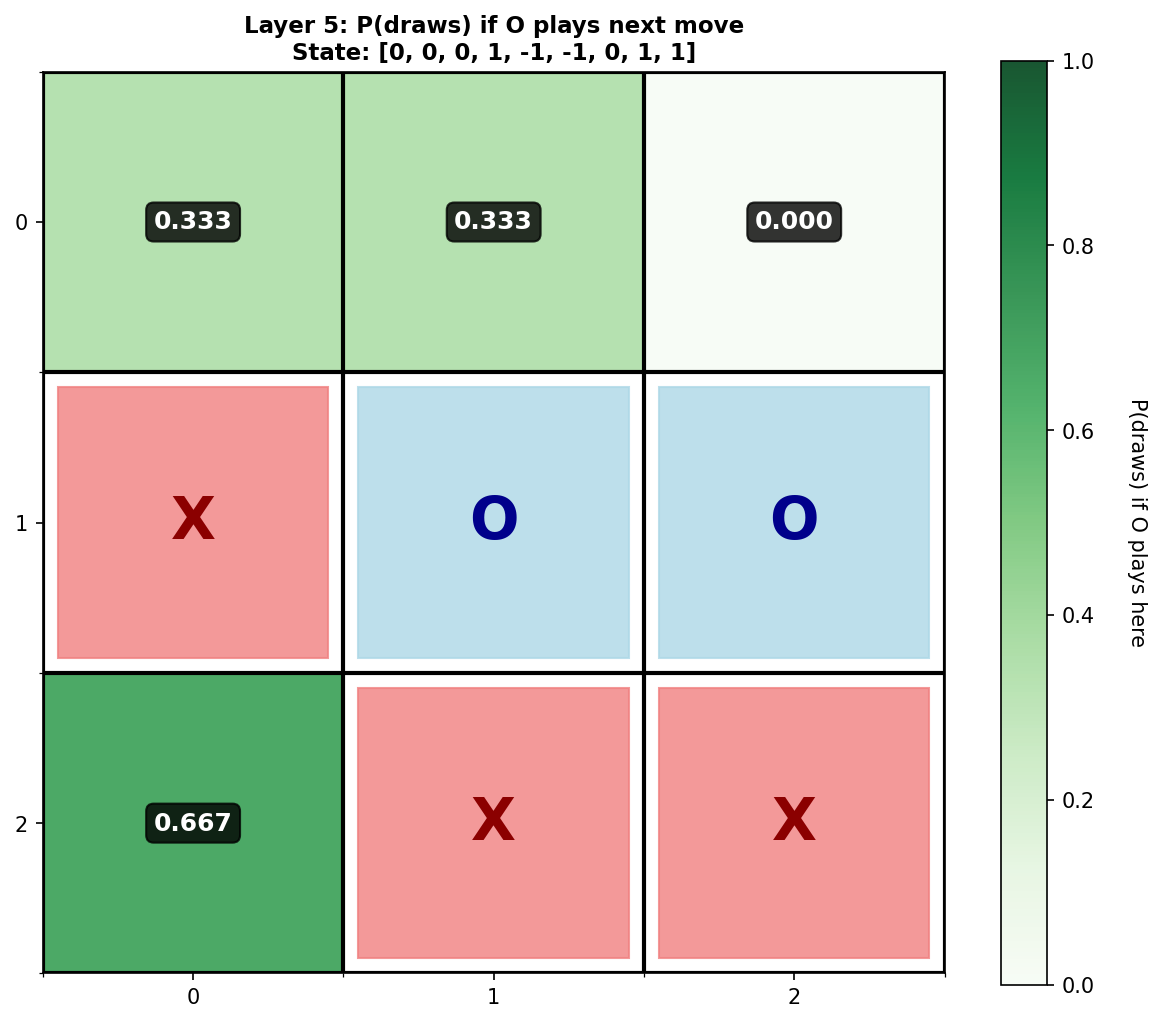 Layer 5: P(draws) if O plays next move
State: [0, 0, 0, 1, -1, -1, 0, 1, 1]
0
0.333
0.333
0.000
1
X
O
O
2
0.667
X
X
0
1
2
1.0
0.8
0.6
0.4
0.2
0.0
P(draws) if O plays here